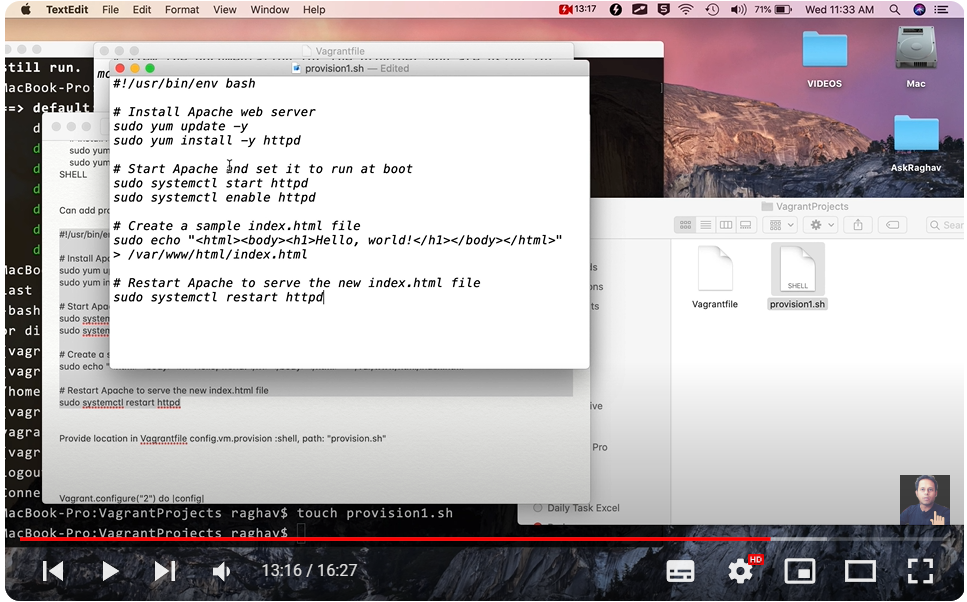 TextEdit File Edit Format View Window Help 13:17 71% Wed 11:33 AM
Vagrantfile
still run.
MacBook-Pro:
==> default
provision1.sh — Edited
#!/usr/bin/env bash
# Install Apache web server
sudo yum update -y
sudo yum install -y httpd
# Start Apache and set it to run at boot
sudo systemctl start httpd
sudo systemctl enable httpd
# Create a sample index.html file
sudo echo "<html><body><h1>Hello, world!</h1></body></html>"
> /var/www/html/index.html
# Restart Apache to serve the new index.html file
sudo systemctl restart httpd
sudo yum
sudo yum
SHELL
Can add pro
#!/usr/bin/en
# Install Apa
sudo yum up
sudo yum in
# Start Apac
sudo system
sudo system
# Create a s
sudo echo "
# Restart Apache to serve the new index.html file
sudo systemctl restart httpd
Provide location in Vagrantfile config.vm.provision :shell, path: "provision.sh"
Vagrant.configure("2") do |config|
MacBook-Pro:VagrantProjects raghav$ touch provision1.sh
MacBook-Pro:VagrantProjects raghav$
VIDEOS
Mac
AskRaghav
VagrantProjects
Sear
Vagrantfile
SHELL
provision1.sh
Pro
Daily Task Excel
13:16 / 16:27
HD